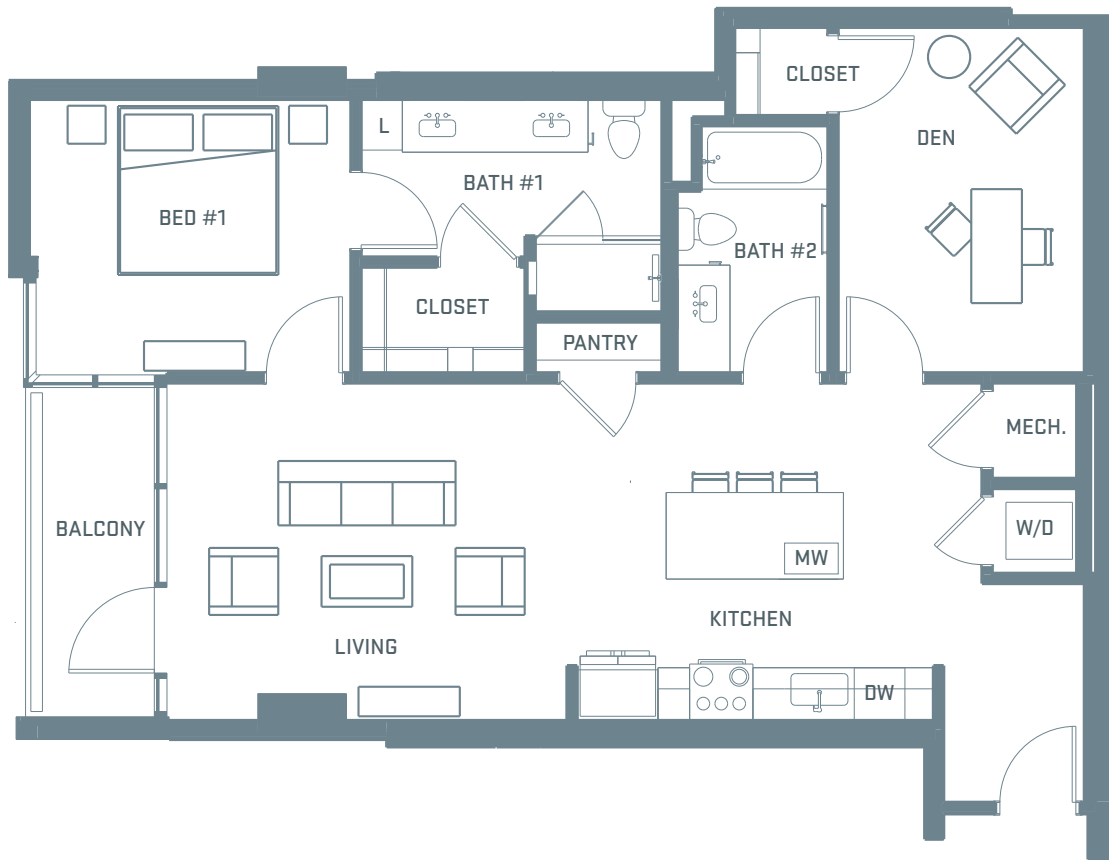 CLOSET
L
DEN
BATH #1
BED #1
BATH #2
CLOSET
PANTRY
MECH.
BALCONY
W/D
MW
KITCHEN
LIVING
DW